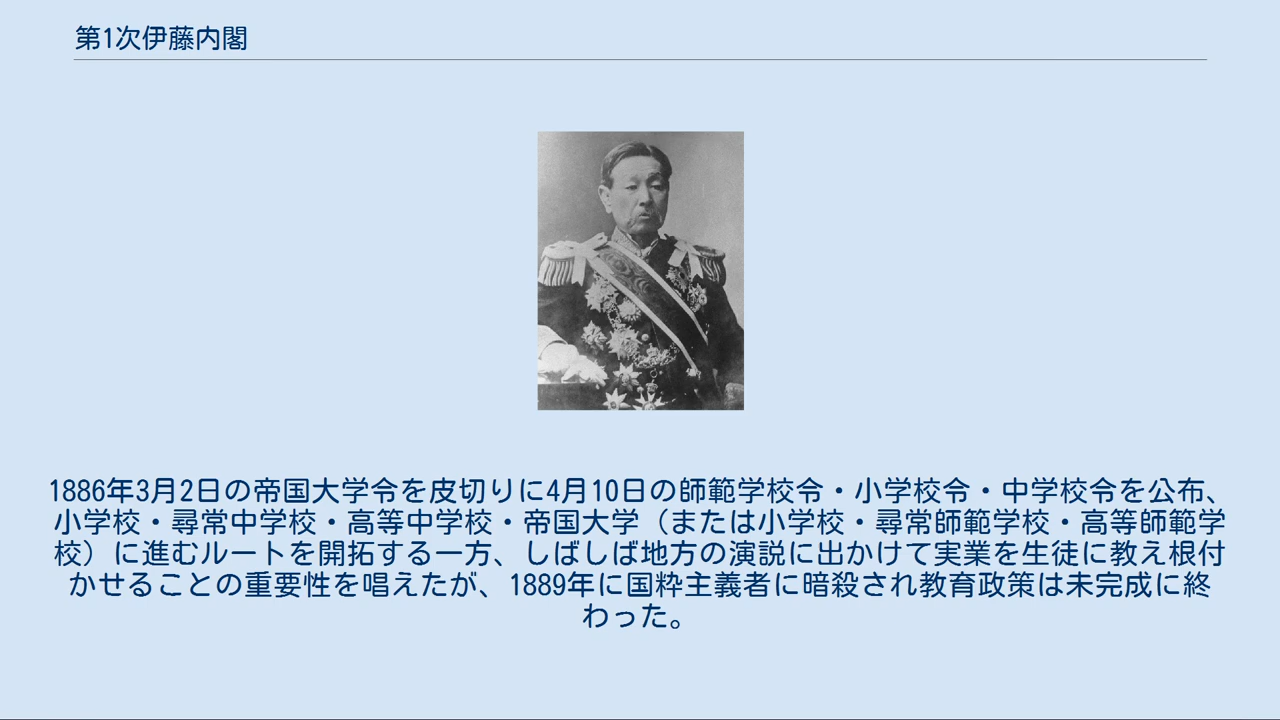 第1次伊藤内閣
1886年3月2日の帝国大学令を皮切りに4月10日の師範学校令・小学校令・中学校令を公布、
小学校・尋常中学校・高等中学校・帝国大学（または小学校・尋常師範学校・高等師範学
校）に進むルートを開拓する一方、しばしば地方の演説に出かけて実業を生徒に教え根付
かせることの重要性を唱えたが、1889年に国粋主義者に暗殺され教育政策は未完成に終
わった。